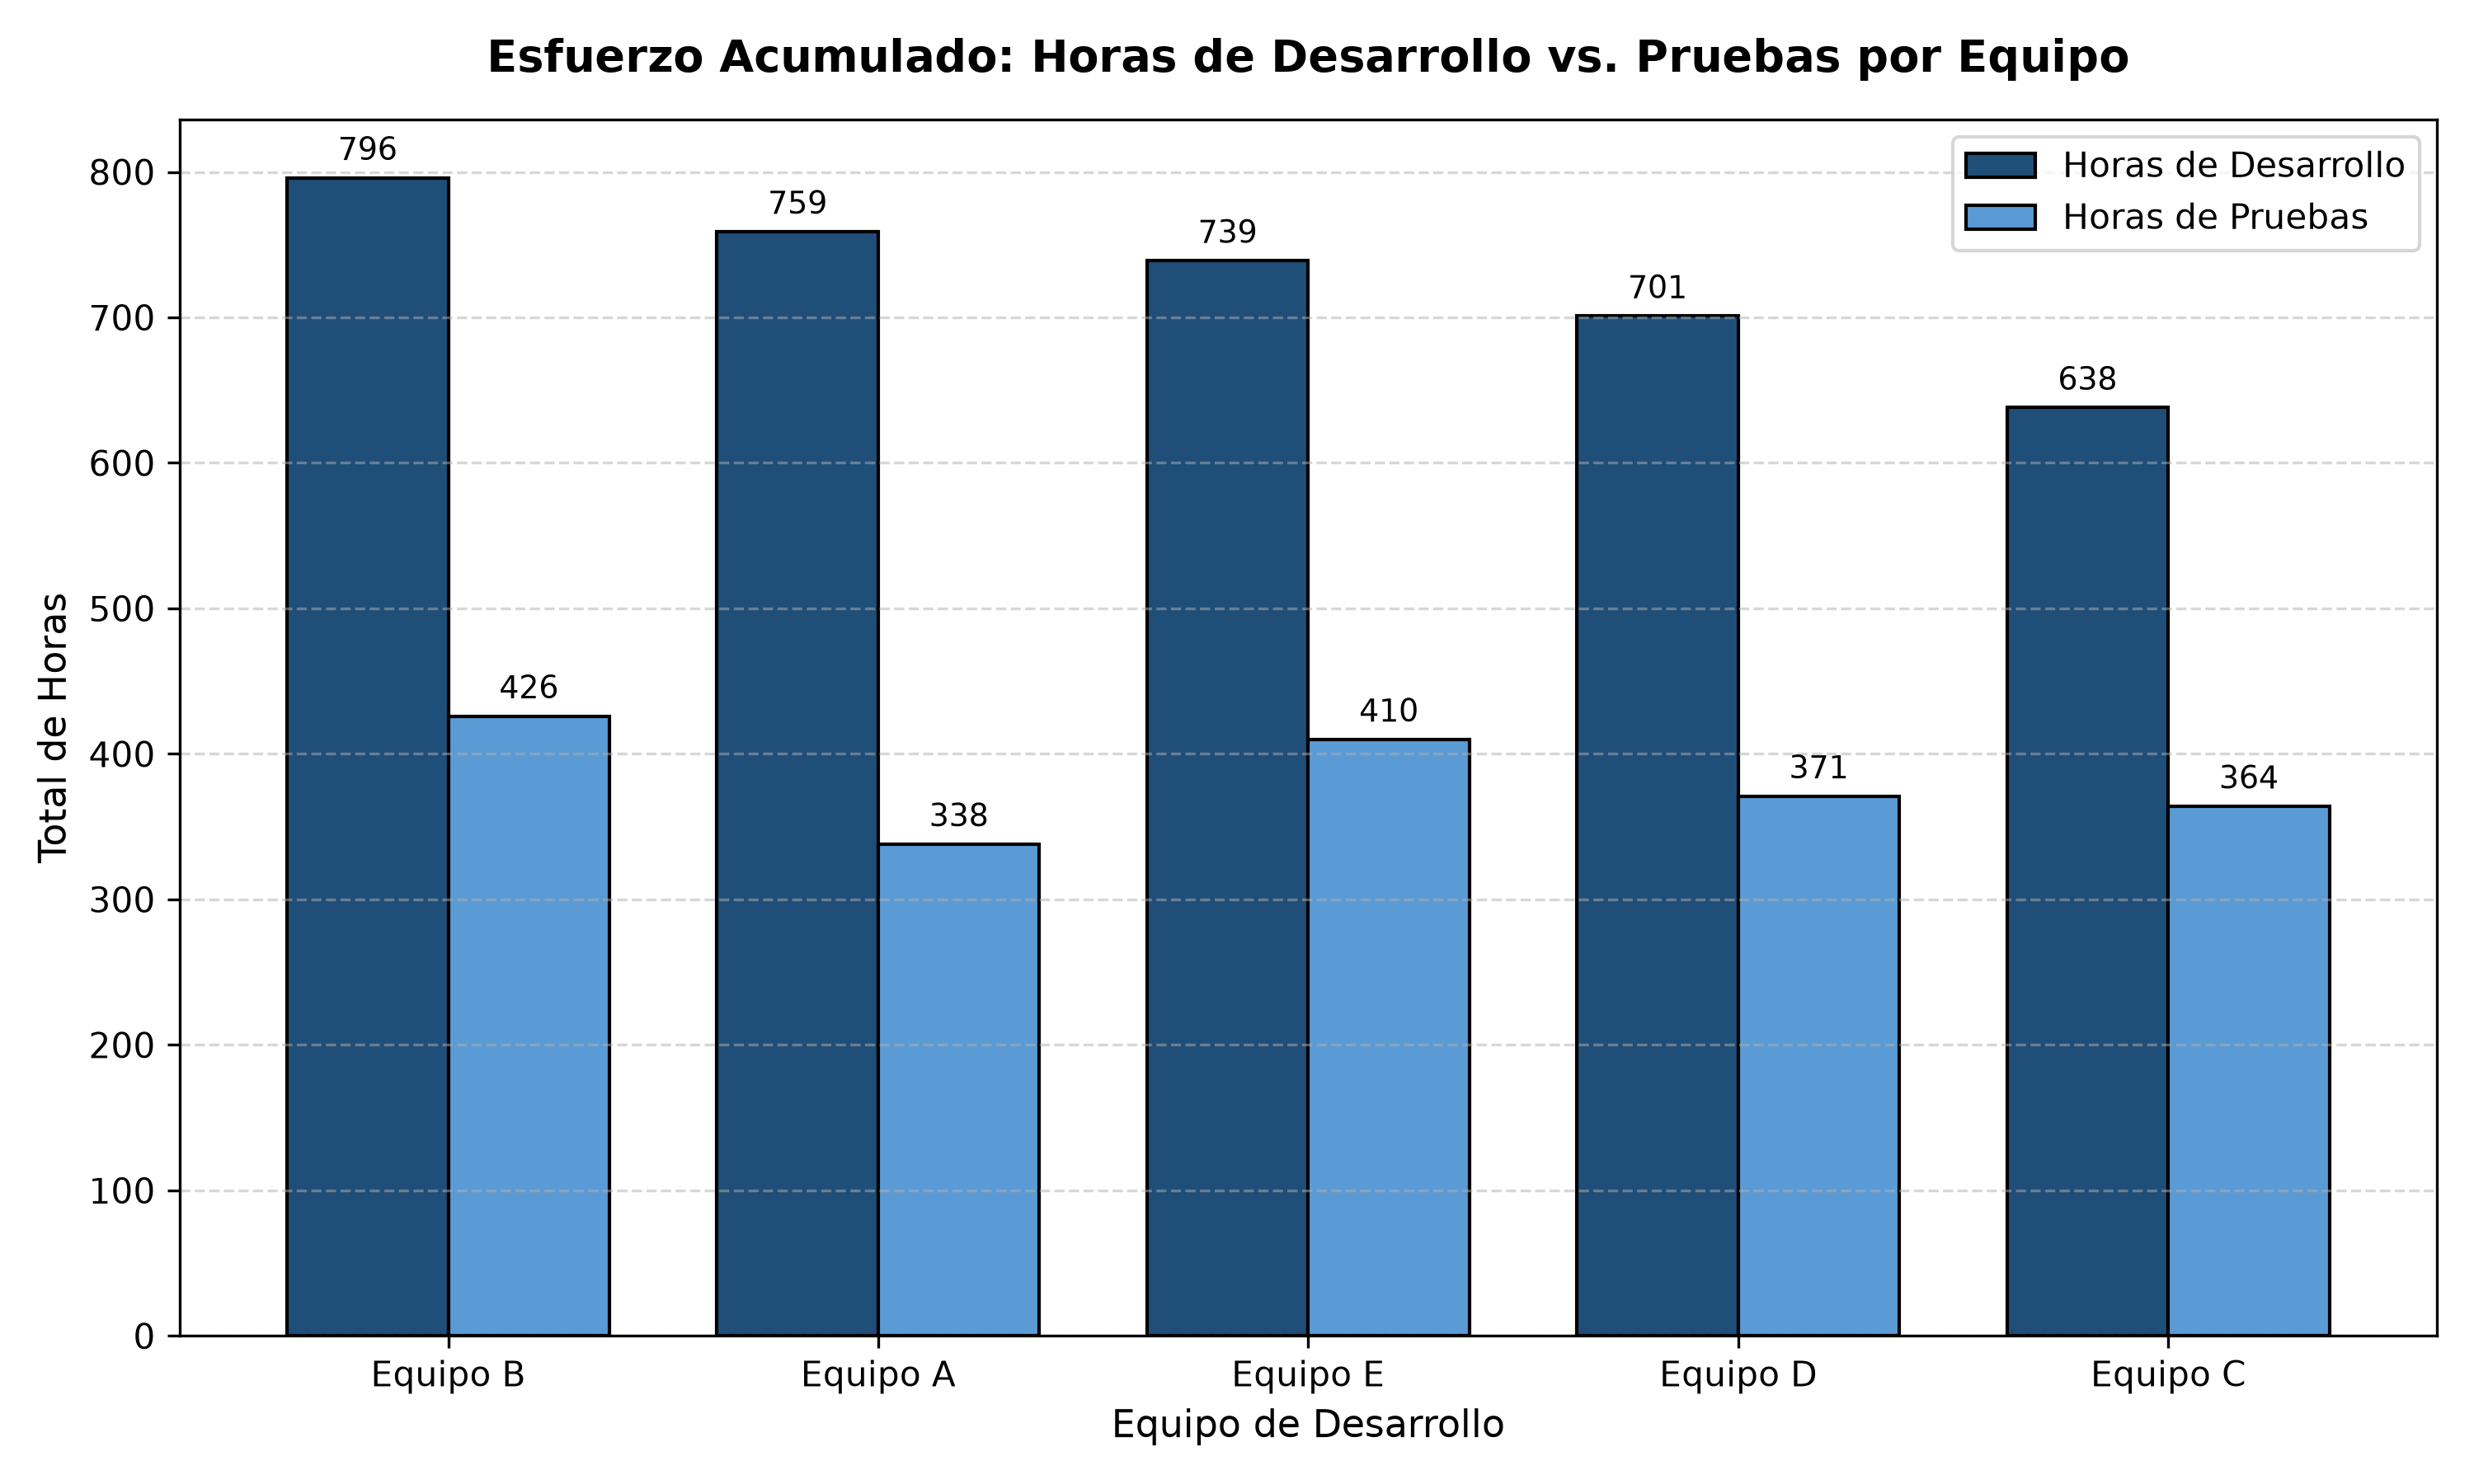 Esfuerzo Acumulado: Horas de Desarrollo vs. Pruebas por Equipo
Horas de Desarrollo
Horas de Pruebas
Total de Horas
800
700
600
500
400
300
200
100
0
796
426
759
338
739
410
701
371
638
364
Equipo B
Equipo A
Equipo E
Equipo D
Equipo C
Equipo de Desarrollo